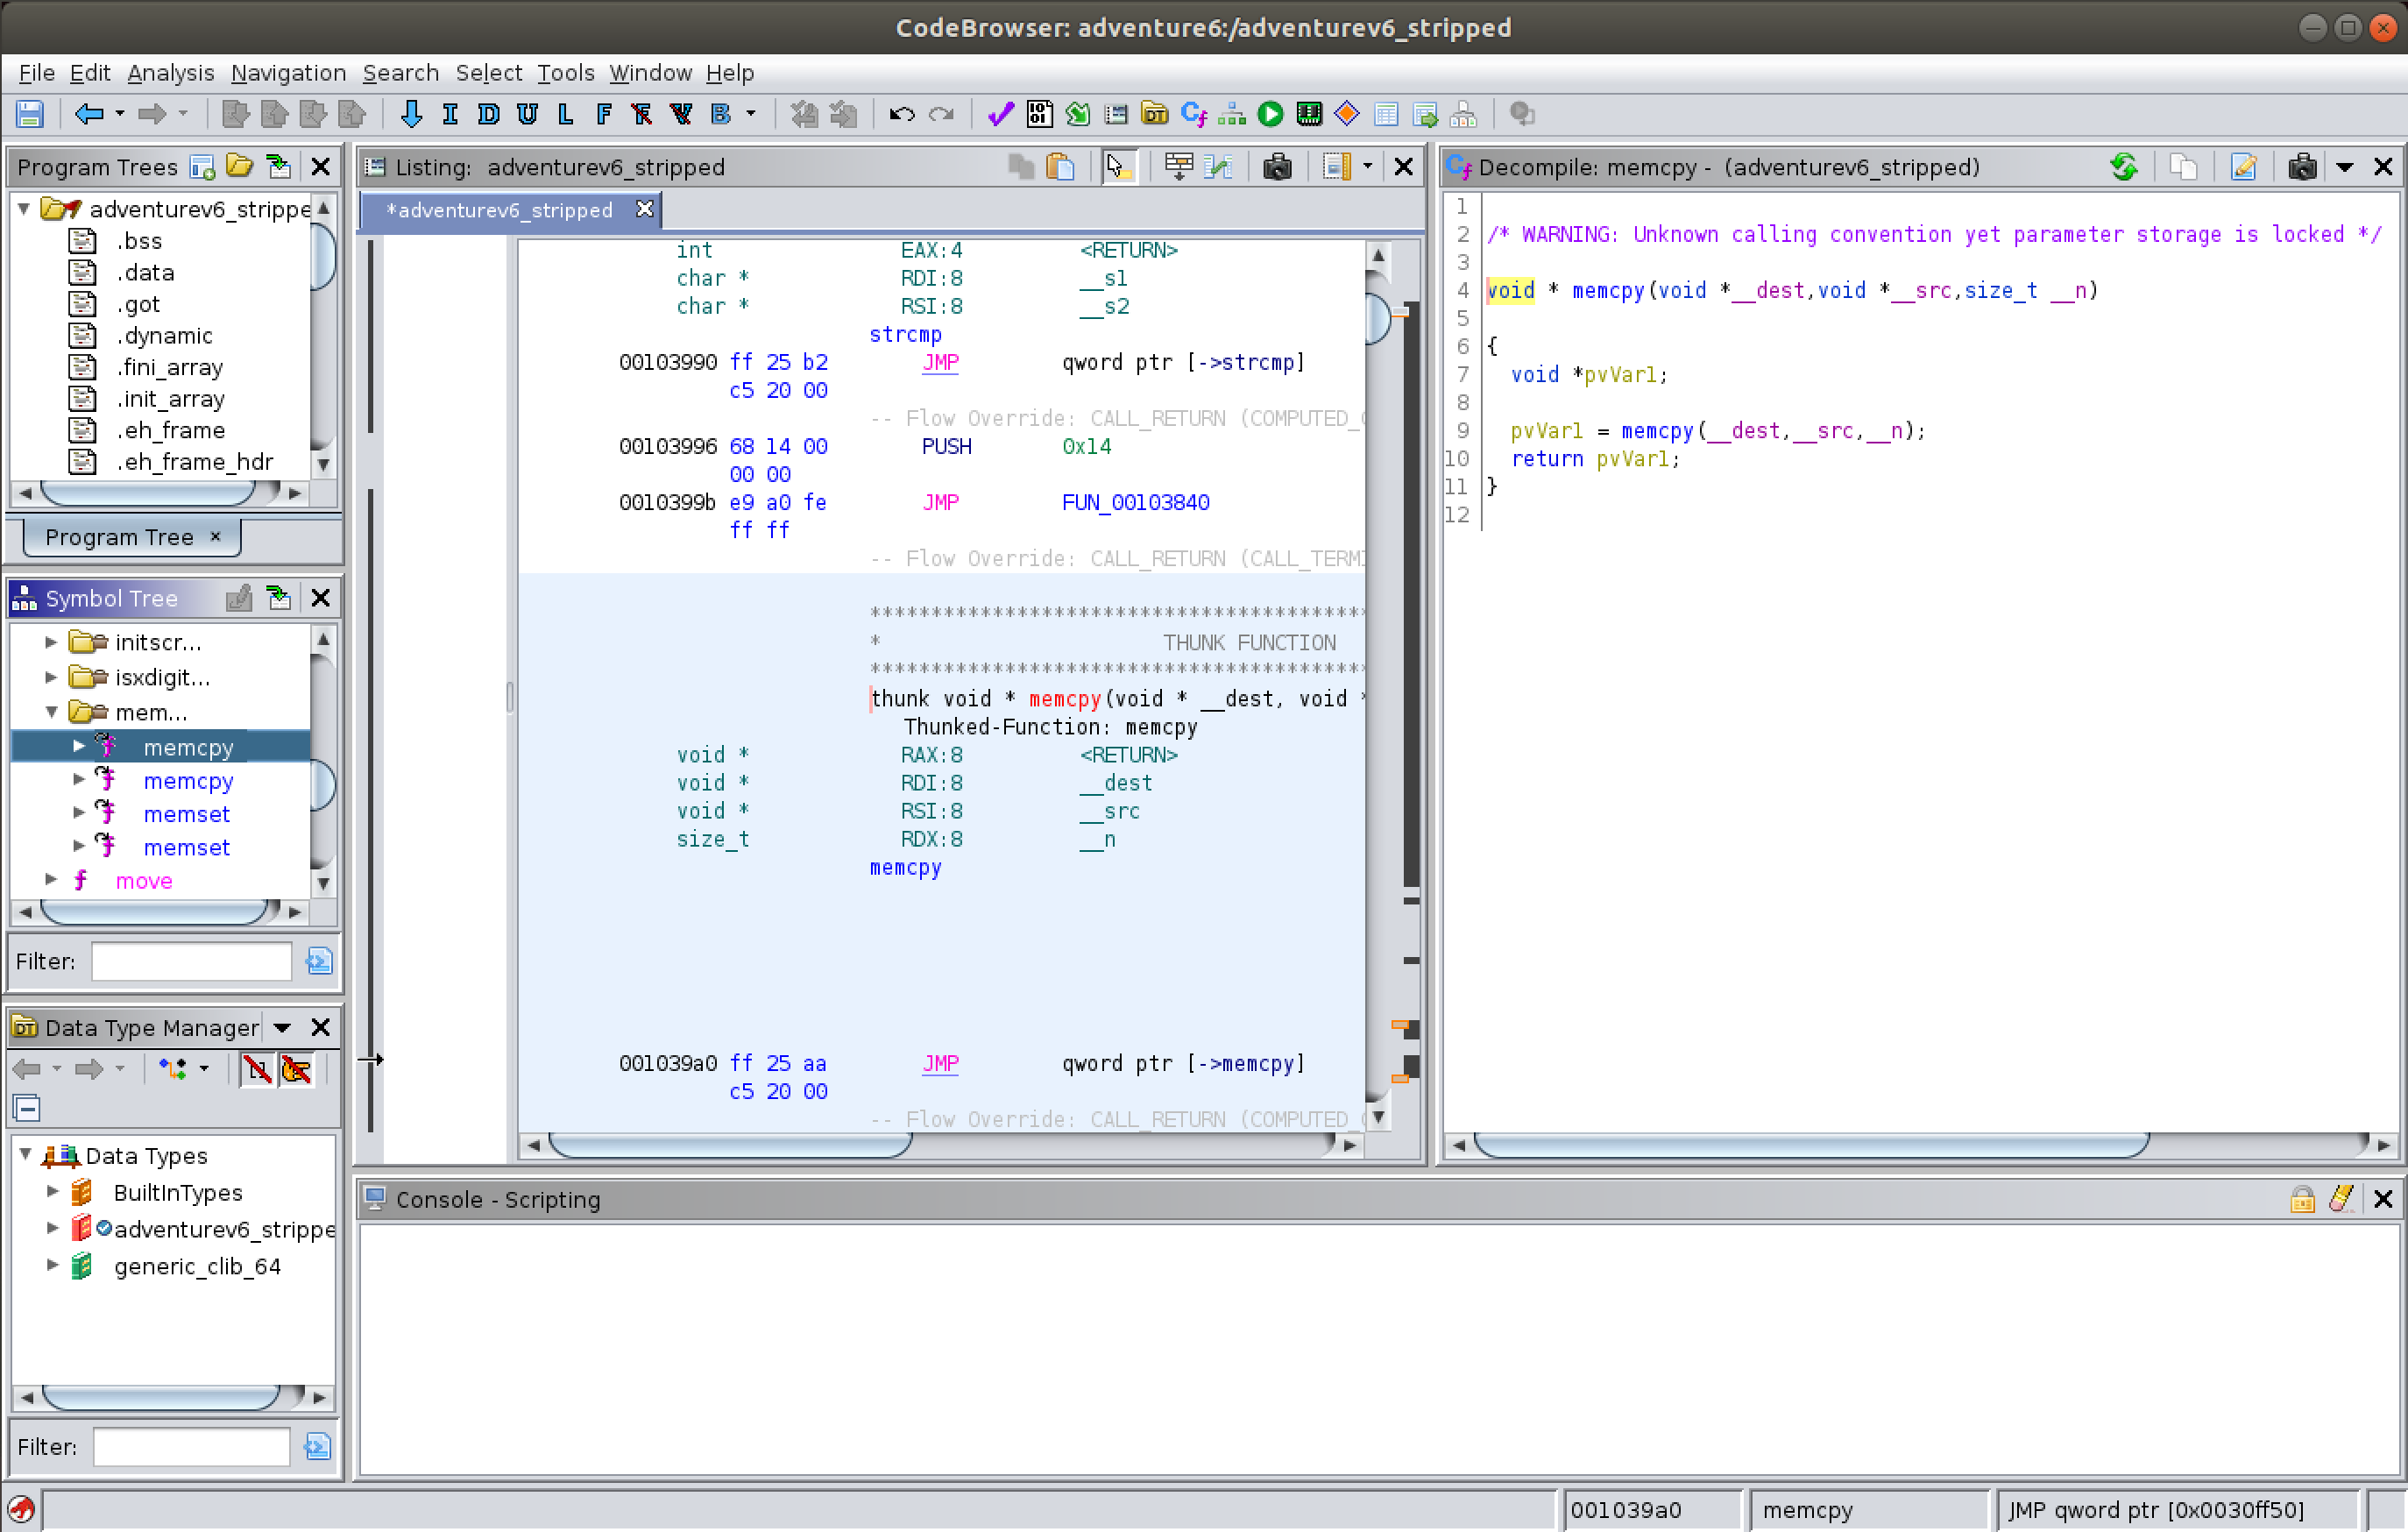 CodeBrowser: adventure6:/adventurev6_stripped
File Edit Analysis Navigation Search Select Tools Window Help
I D U L F F V B
Program Trees
adventurev6_strippe
.bss
.data
.got
.dynamic
.fini_array
.init_array
.eh_frame
.eh_frame_hdr
Program Tree ×
Symbol Tree
initscr...
isxdigit...
mem...
memcpy
memcpy
memset
memset
f move
Filter:
Data Type Manager
Data Types
BuiltInTypes
adventurev6_strippe
generic_clib_64
Filter:
Listing: adventurev6_stripped
*adventurev6_stripped
int EAX:4 <RETURN>
char * RDI:8 __s1
char * RSI:8 __s2
strcmp
00103990 ff 25 b2 JMP qword ptr [->strcmp]
c5 20 00
-- Flow Override: CALL_RETURN (COMPUTED_
00103996 68 14 00 PUSH 0x14
00 00
0010399b e9 a0 fe JMP FUN_00103840
ff ff
-- Flow Override: CALL_RETURN (CALL_TERMI
*****************************************
* THUNK FUNCTION
*****************************************
thunk void * memcpy(void * __dest, void *
Thunked-Function: memcpy
void * RAX:8 <RETURN>
void * RDI:8 __dest
void * RSI:8 __src
size_t RDX:8 __n
memcpy
001039a0 ff 25 aa JMP qword ptr [->memcpy]
c5 20 00
-- Flow Override: CALL_RETURN (COMPUTED_
Decompile: memcpy - (adventurev6_stripped)
1
2 /* WARNING: Unknown calling convention yet parameter storage is locked */
3
4 void * memcpy(void *__dest,void *__src,size_t __n)
5
6 {
7 void *pvVar1;
8
9 pvVar1 = memcpy(__dest,__src,__n);
10 return pvVar1;
11 }
12
Console - Scripting
001039a0 memcpy JMP qword ptr [0x0030ff50]